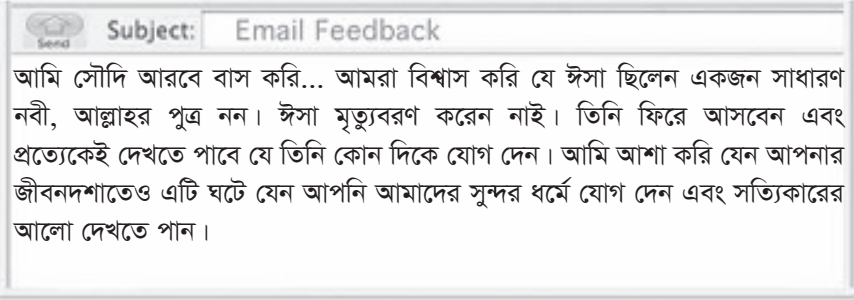 Send Subject: Email Feedback
আমি সৌদি আরবে বাস করি... আমরা বিশ্বাস করি যে ঈসা ছিলেন একজন সাধারণ
নবী, আল্লাহর পুত্র নন। ঈসা মৃত্যুবরণ করেন নাই। তিনি ফিরে আসবেন এবং
প্রত্যেকেই দেখতে পাবে যে তিনি কোন দিকে যোগ দেন। আমি আশা করি যেন আপনার
জীবনদশাতেও এটি ঘটে যেন আপনি আমাদের সুন্দর ধর্মে যোগ দেন এবং সত্যিকারের
আলো দেখতে পান।